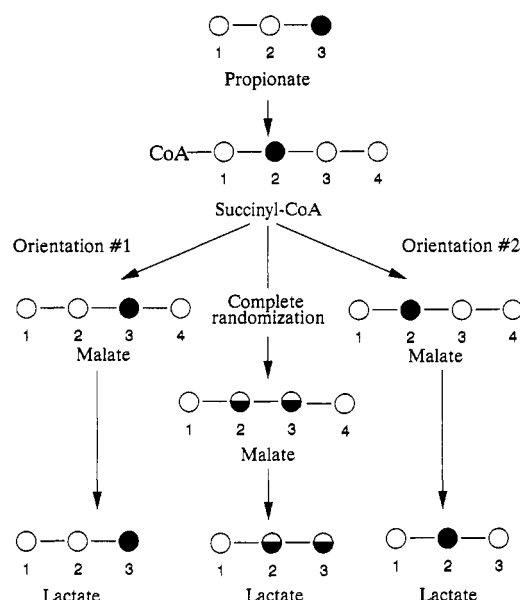 1 2 3
Propionate
CoA
1 2 3 4
Succinyl-CoA
Orientation #1
Orientation #2
Complete
randomization
1 2 3 4
Malate
1 2 3 4
Malate
1 2 3 4
Malate
1 2 3
Lactate
1 2 3
Lactate
1 2 3
Lactate